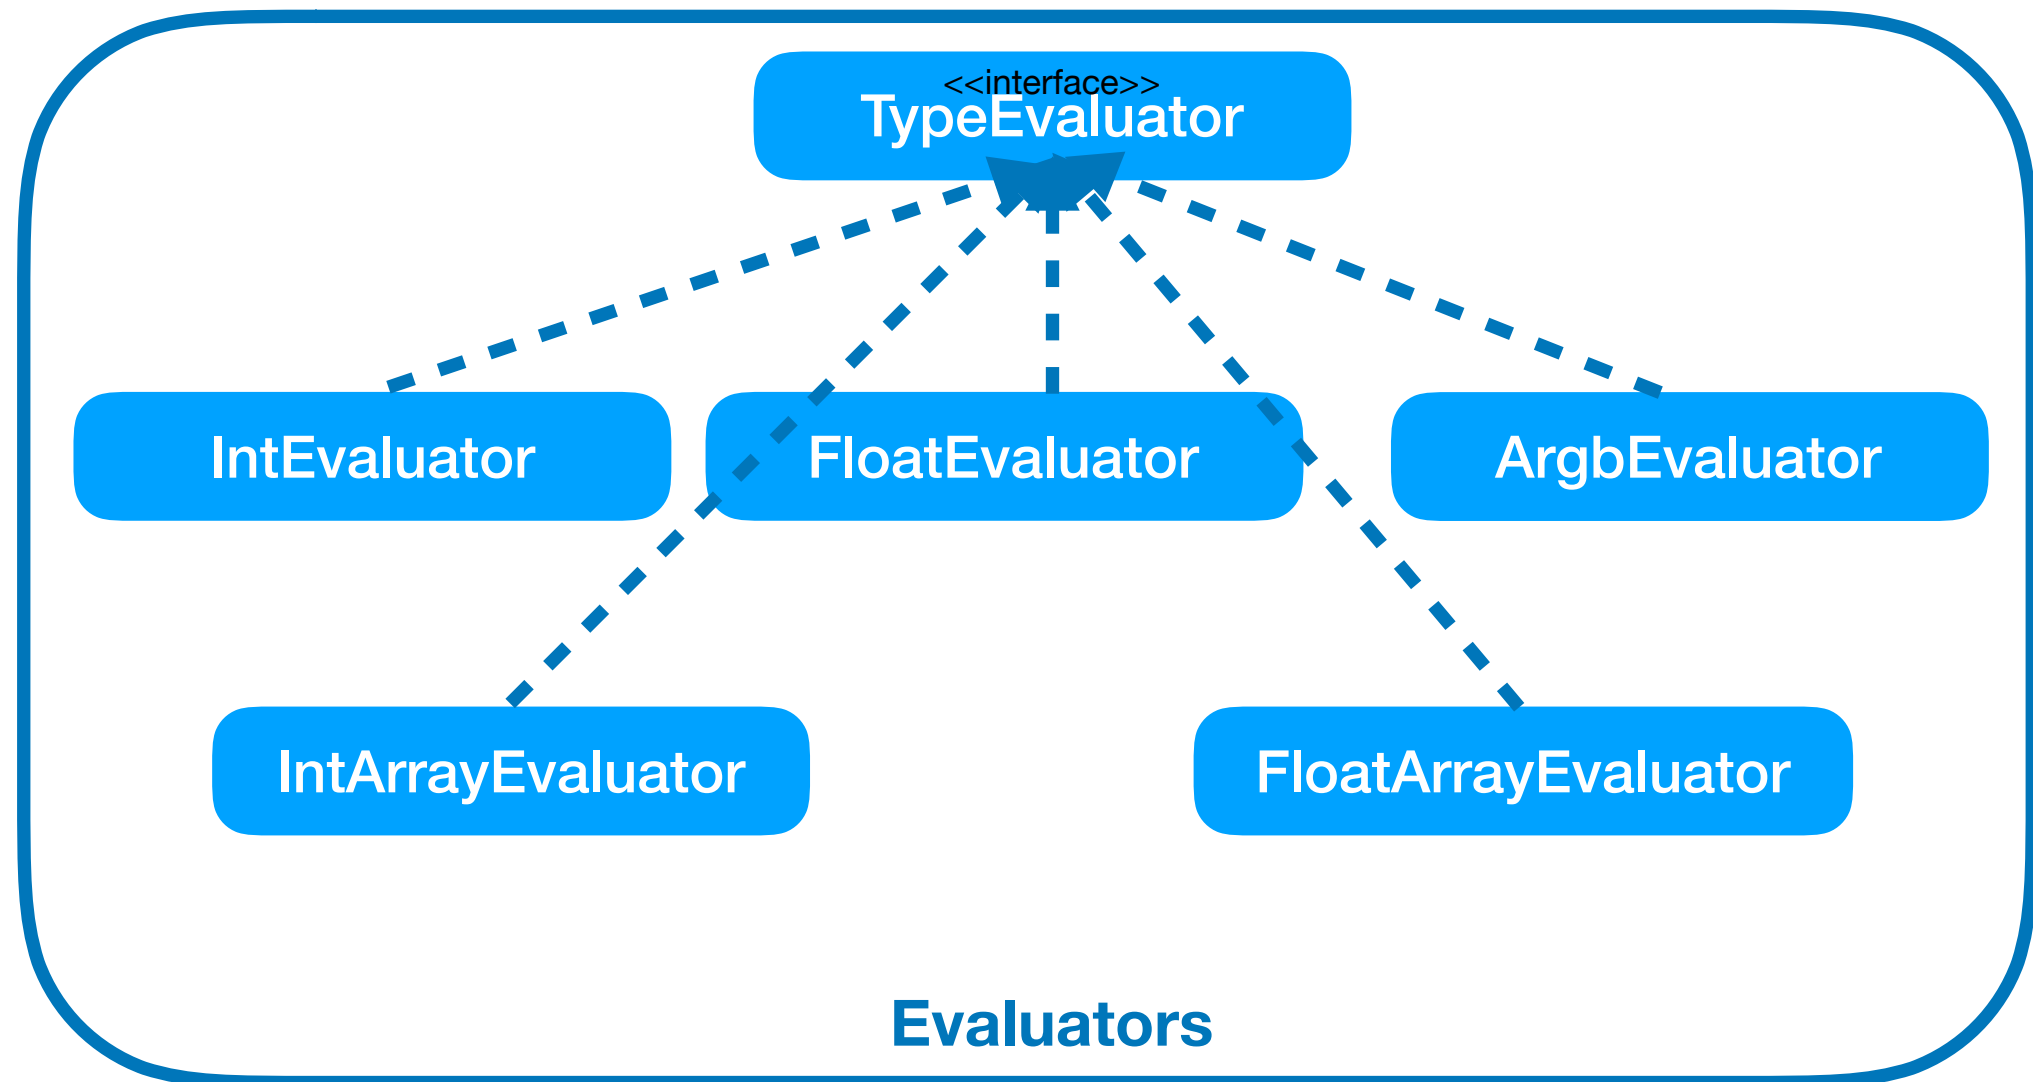 <<interface>>
TypeEvaluator
IntEvaluator
FloatEvaluator
ArgbEvaluator
IntArrayEvaluator
FloatArrayEvaluator
Evaluators